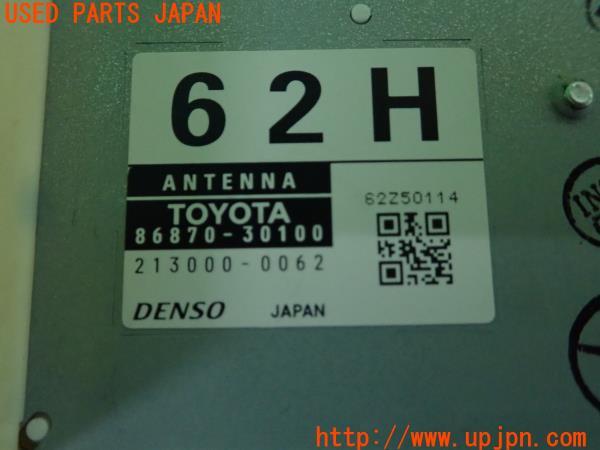 USED PARTS JAPAN
62H
ANTENNA
TOYOTA
86870-30100
213000-0062
62Z50114
DENSO JAPAN
http://www.upjpn.com